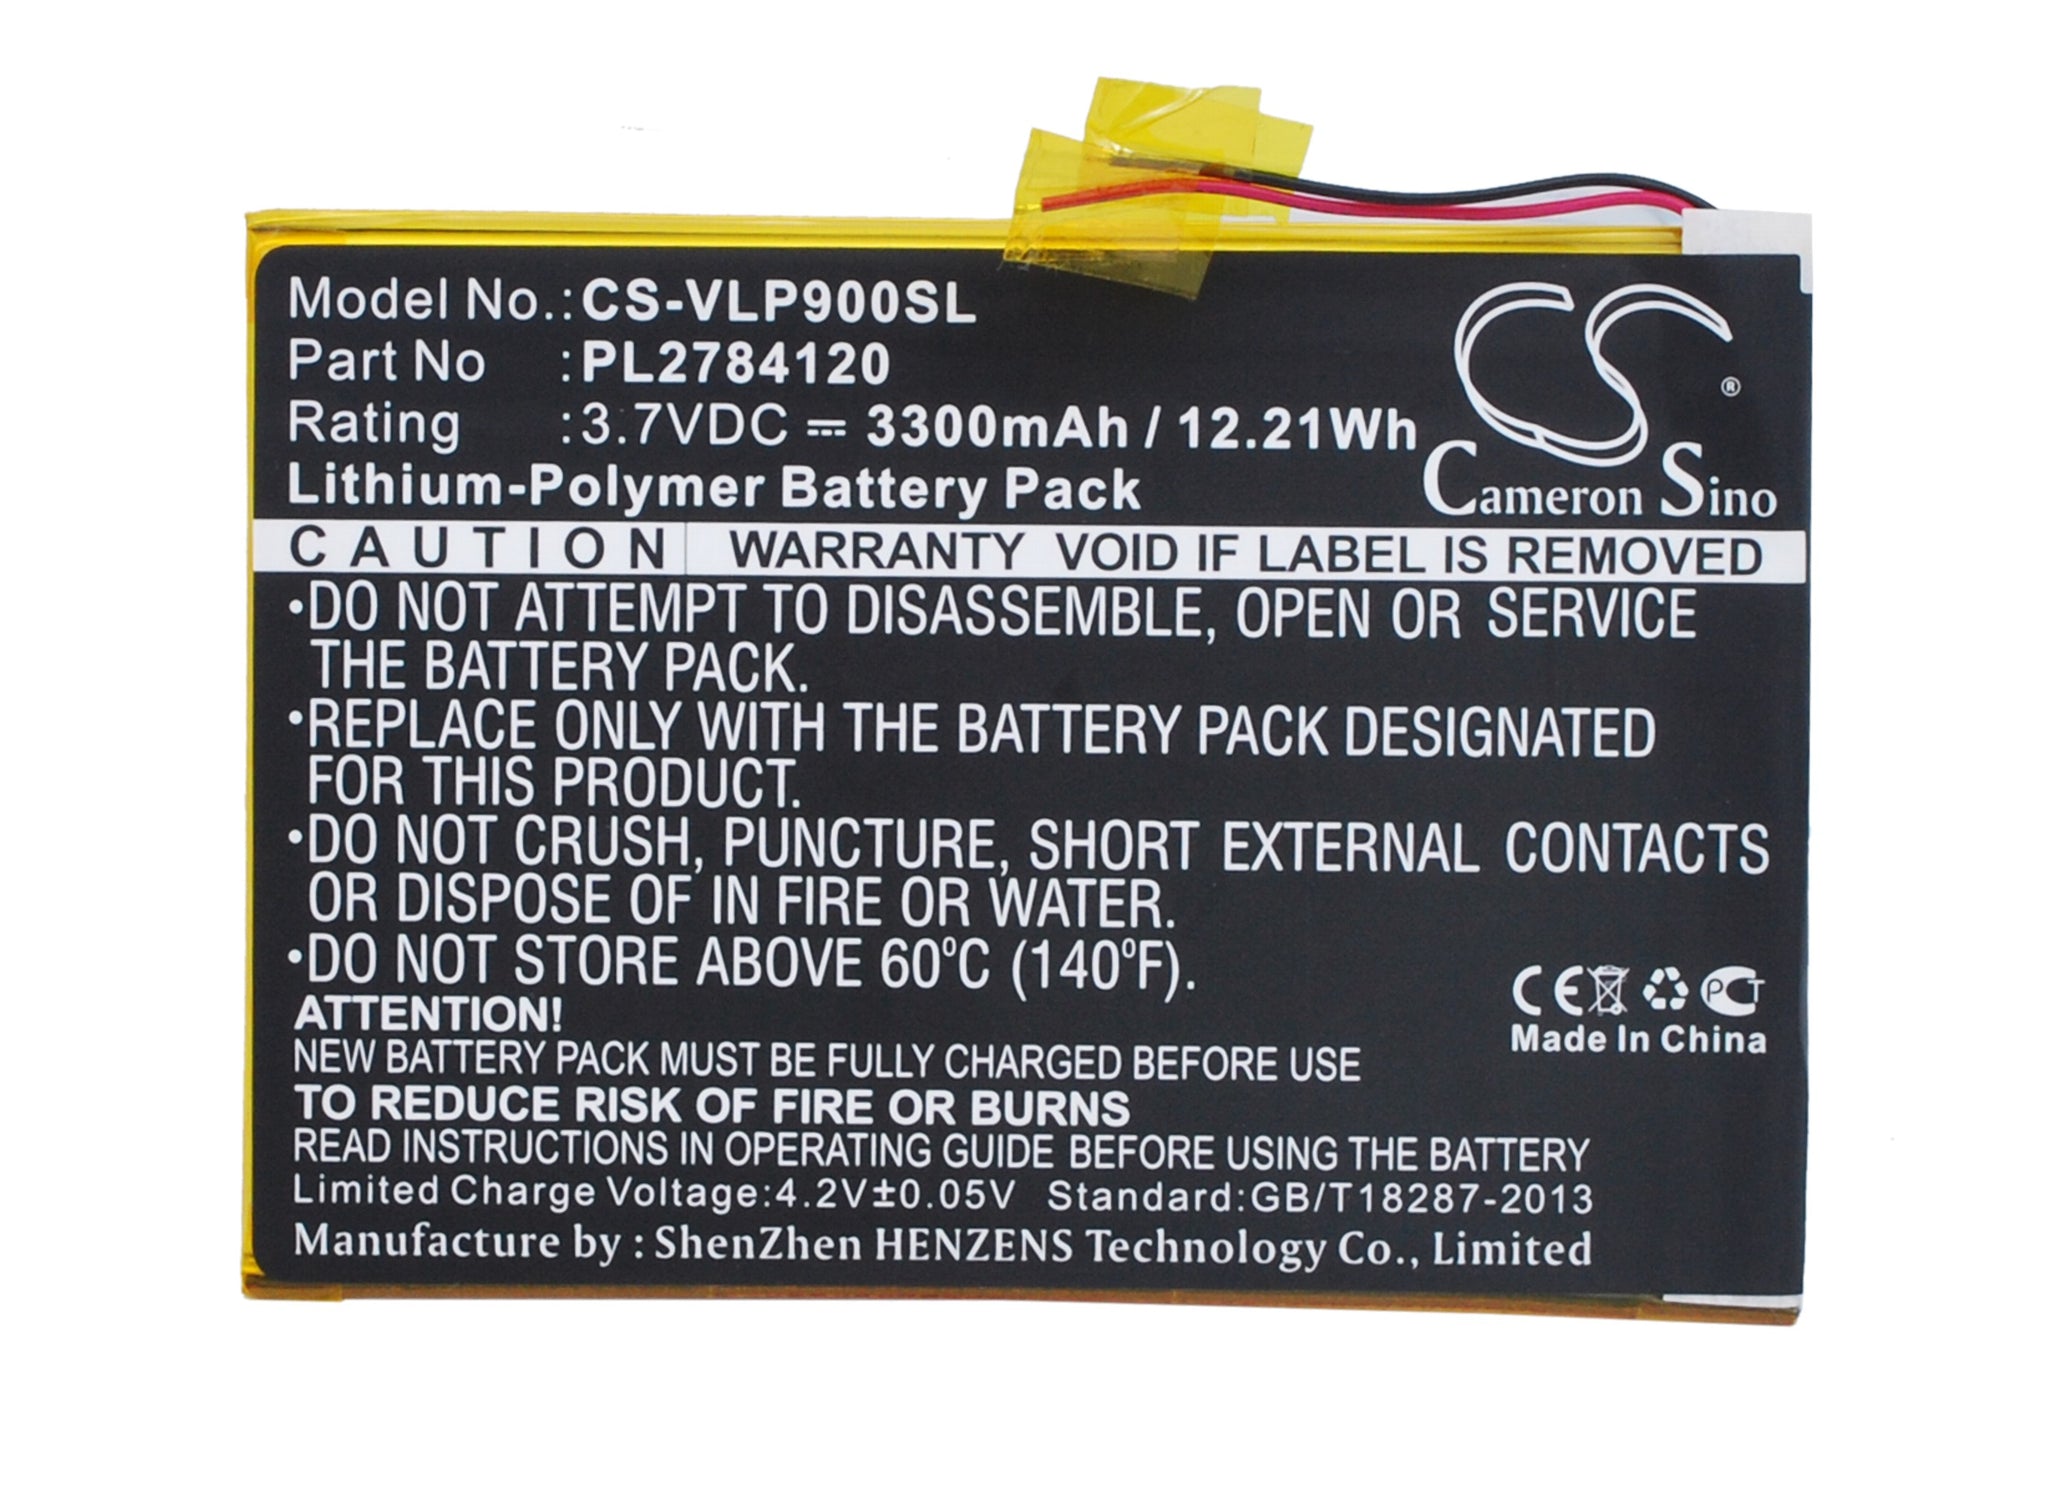 Model No.: CS-VLP900SL
Part No : PL2784120
Rating : 3.7VDC ⎓ 3300mAh / 12.21Wh
Lithium-Polymer Battery Pack
CS ®
Cameron Sino
CAUTION WARRANTY VOID IF LABEL IS REMOVED
•DO NOT ATTEMPT TO DISASSEMBLE, OPEN OR SERVICE
THE BATTERY PACK.
•REPLACE ONLY WITH THE BATTERY PACK DESIGNATED
FOR THIS PRODUCT.
•DO NOT CRUSH, PUNCTURE, SHORT EXTERNAL CONTACTS
OR DISPOSE OF IN FIRE OR WATER.
•DO NOT STORE ABOVE 60°C (140°F).
CE PCT
Made In China
ATTENTION!
NEW BATTERY PACK MUST BE FULLY CHARGED BEFORE USE
TO REDUCE RISK OF FIRE OR BURNS
READ INSTRUCTIONS IN OPERATING GUIDE BEFORE USING THE BATTERY
Limited Charge Voltage:4.2V±0.05V Standard:GB/T18287-2013
Manufacture by : ShenZhen HENZENS Technology Co., Limited